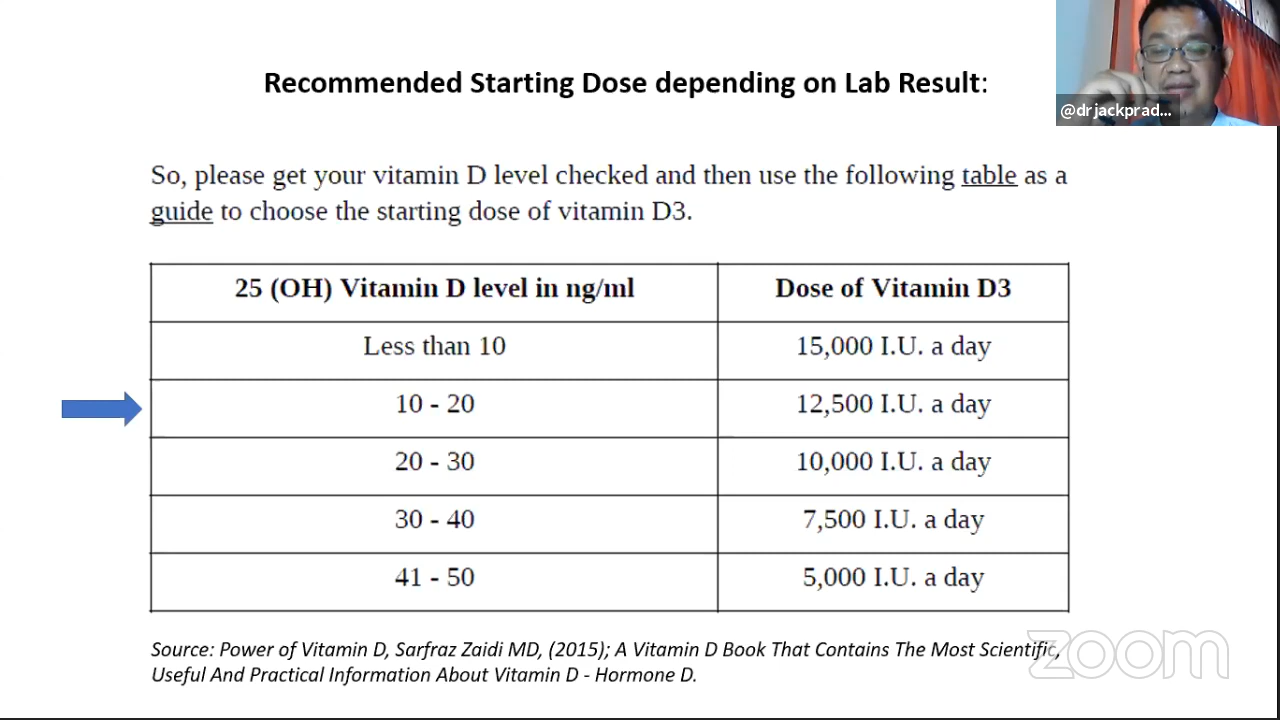 Recommended Starting Dose depending on Lab Result:
@drjackprad...
So, please get your vitamin D level checked and then use the following table as a
guide to choose the starting dose of vitamin D3.
25 (OH) Vitamin D level in ng/ml Dose of Vitamin D3
Less than 10 15,000 I.U. a day
10 - 20 12,500 I.U. a day
20 - 30 10,000 I.U. a day
30 - 40 7,500 I.U. a day
41 - 50 5,000 I.U. a day
Source: Power of Vitamin D, Sarfraz Zaidi MD, (2015); A Vitamin D Book That Contains The Most Scientific,
Useful And Practical Information About Vitamin D - Hormone D.
zoom